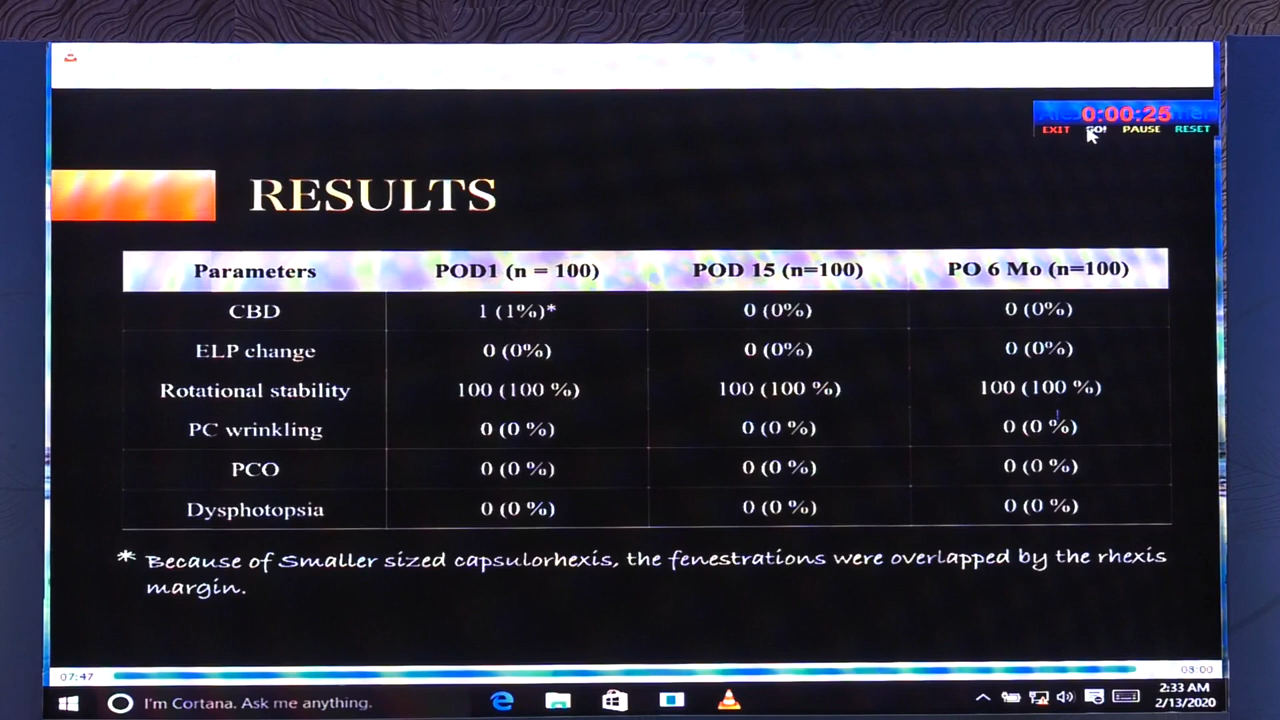 0:00:25
EXIT GO! PAUSE RESET
RESULTS
Parameters POD1 (n = 100) POD 15 (n=100) PO 6 Mo (n=100)
CBD 1 (1%)* 0 (0%) 0 (0%)
ELP change 0 (0%) 0 (0%) 0 (0%)
Rotational stability 100 (100 %) 100 (100 %) 100 (100 %)
PC wrinkling 0 (0 %) 0 (0 %) 0 (0 %)
PCO 0 (0 %) 0 (0 %) 0 (0 %)
Dysphotopsia 0 (0 %) 0 (0 %) 0 (0 %)
* Because of Smaller sized capsulorhexis, the fenestrations were overlapped by the rhexis
margin.
07:47 08:00
I'm Cortana. Ask me anything.
2:33 AM
2/13/2020